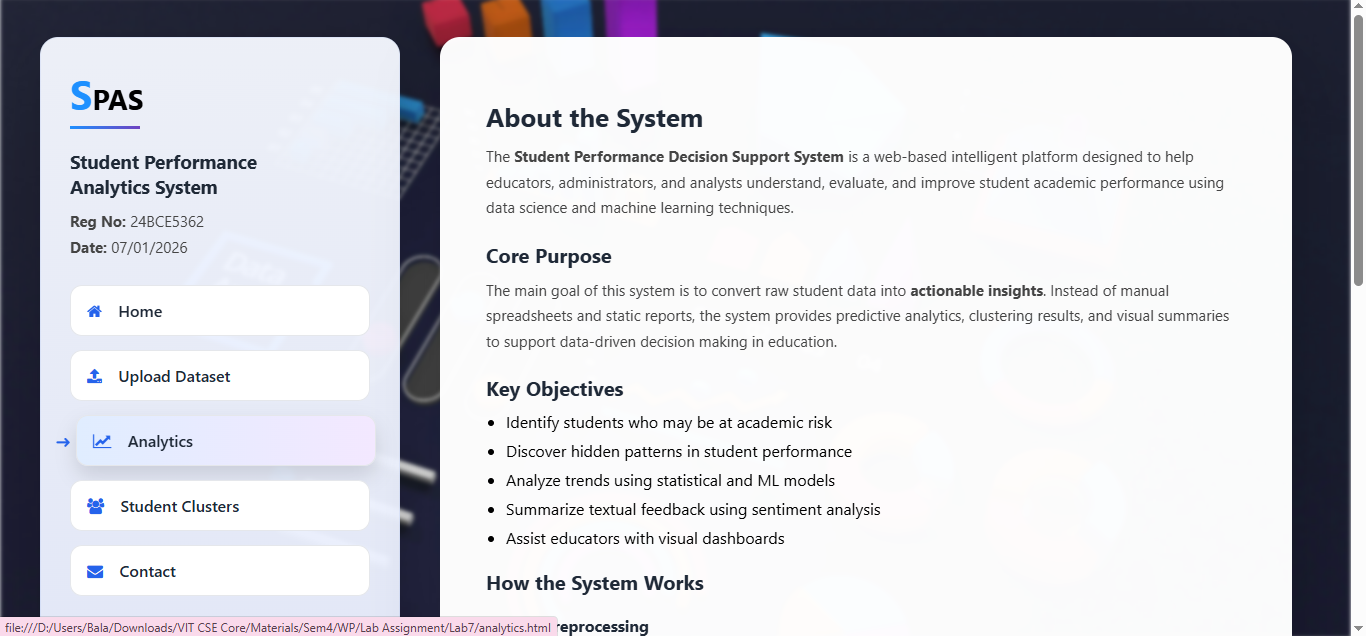 SPAS
Student Performance
Analytics System
Reg No: 24BCE5362
Date: 07/01/2026
Home
Upload Dataset
→ Analytics
Student Clusters
Contact
About the System
The Student Performance Decision Support System is a web-based intelligent platform designed to help
educators, administrators, and analysts understand, evaluate, and improve student academic performance using
data science and machine learning techniques.
Core Purpose
The main goal of this system is to convert raw student data into actionable insights. Instead of manual
spreadsheets and static reports, the system provides predictive analytics, clustering results, and visual summaries
to support data-driven decision making in education.
Key Objectives
• Identify students who may be at academic risk
• Discover hidden patterns in student performance
• Analyze trends using statistical and ML models
• Summarize textual feedback using sentiment analysis
• Assist educators with visual dashboards
How the System Works
reprocessing
file:///D:/Users/Bala/Downloads/VIT CSE Core/Materials/Sem4/WP/Lab Assignment/Lab7/analytics.html